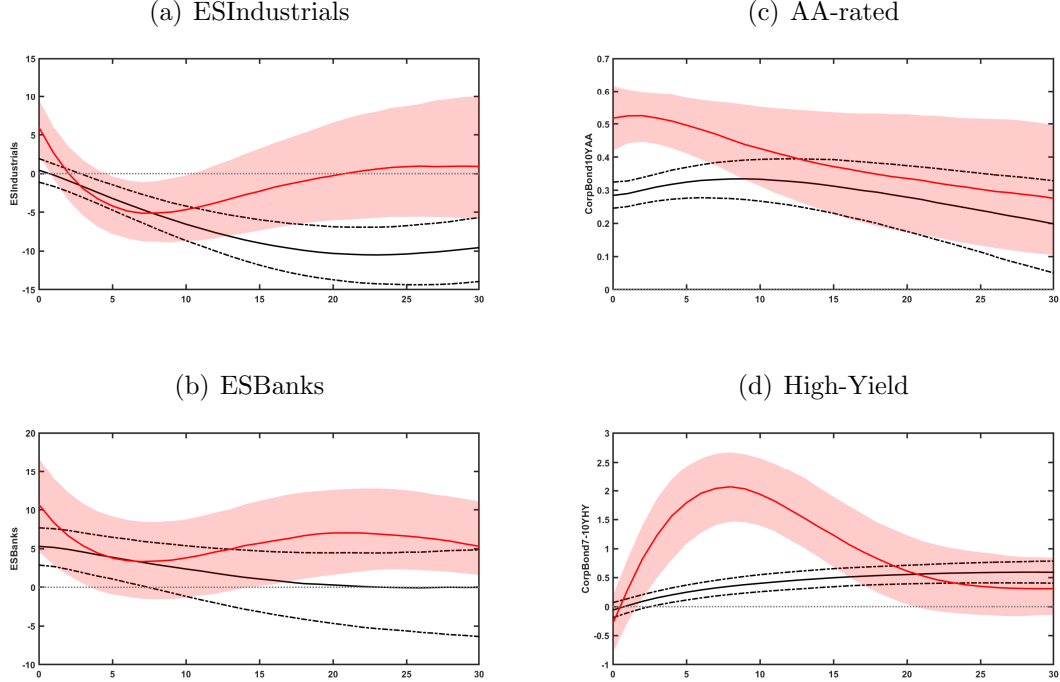 (a) ESIndustrials
15
10
5
0
-5
-10
-15
ESIndustrials
0 5 10 15 20 25 30
(c) AA-rated
0.7
0.6
0.5
0.4
0.3
0.2
0.1
0
CorpBond10YAA
0 5 10 15 20 25 30
(b) ESBanks
20
15
10
5
0
-5
-10
ESBanks
0 5 10 15 20 25 30
(d) High-Yield
3
2.5
2
1.5
1
0.5
0
-0.5
-1
CorpBond7-10YHY
0 5 10 15 20 25 30